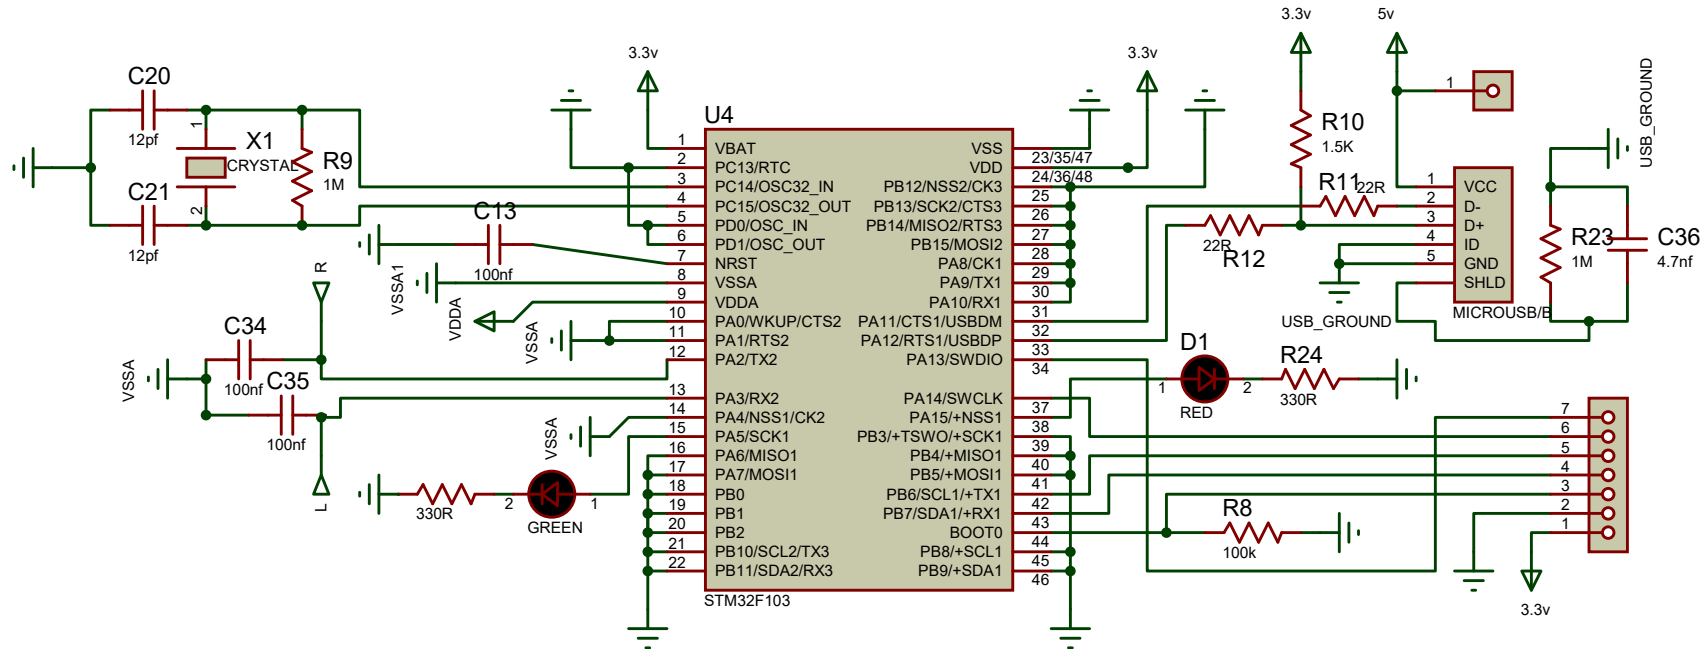 3.3v
5v
3.3v
3.3v
C20
12pf
1
X1
CRYSTAL
R9
1M
C21
2
12pf
C13
100nf
VSSA1
VSSA
VDDA
R
C34
100nf
VSSA
C35
100nf
L
VSSA
330R
2
1
GREEN
U4
1 VBAT
2 PC13/RTC
3 PC14/OSC32_IN
4 PC15/OSC32_OUT
5 PD0/OSC_IN
6 PD1/OSC_OUT
7 NRST
8 VSSA
9 VDDA
10 PA0/WKUP/CTS2
11 PA1/RTS2
12 PA2/TX2
13 PA3/RX2
14 PA4/NSS1/CK2
15 PA5/SCK1
16 PA6/MISO1
17 PA7/MOSI1
18 PB0
19 PB1
20 PB2
21 PB10/SCL2/TX3
22 PB11/SDA2/RX3
STM32F103
VSS 23/35/47
VDD 24/36/48
PB12/NSS2/CK3 25
PB13/SCK2/CTS3 26
PB14/MISO2/RTS3 27
PB15/MOSI2 28
PA8/CK1 29
PA9/TX1 30
PA10/RX1 31
PA11/CTS1/USBDM 32
PA12/RTS1/USBDP 33
PA13/SWDIO 34
PA14/SWCLK 37
PA15/+NSS1 38
PB3/+TSWO/+SCK1 39
PB4/+MISO1 40
PB5/+MOSI1 41
PB6/SCL1/+TX1 42
PB7/SDA1/+RX1 43
BOOT0 44
PB8/+SCL1 45
PB9/+SDA1 46
R10
1.5K
R11
22R
22R
R12
1
1 VCC
2 D-
3 D+
4 ID
5 GND
SHLD
MICROUSB/B
USB_GROUND
USB_GROUND
R23
1M
C36
4.7nf
D1
1
2
RED
R24
330R
R8
100k
7
6
5
4
3
2
1
3.3v